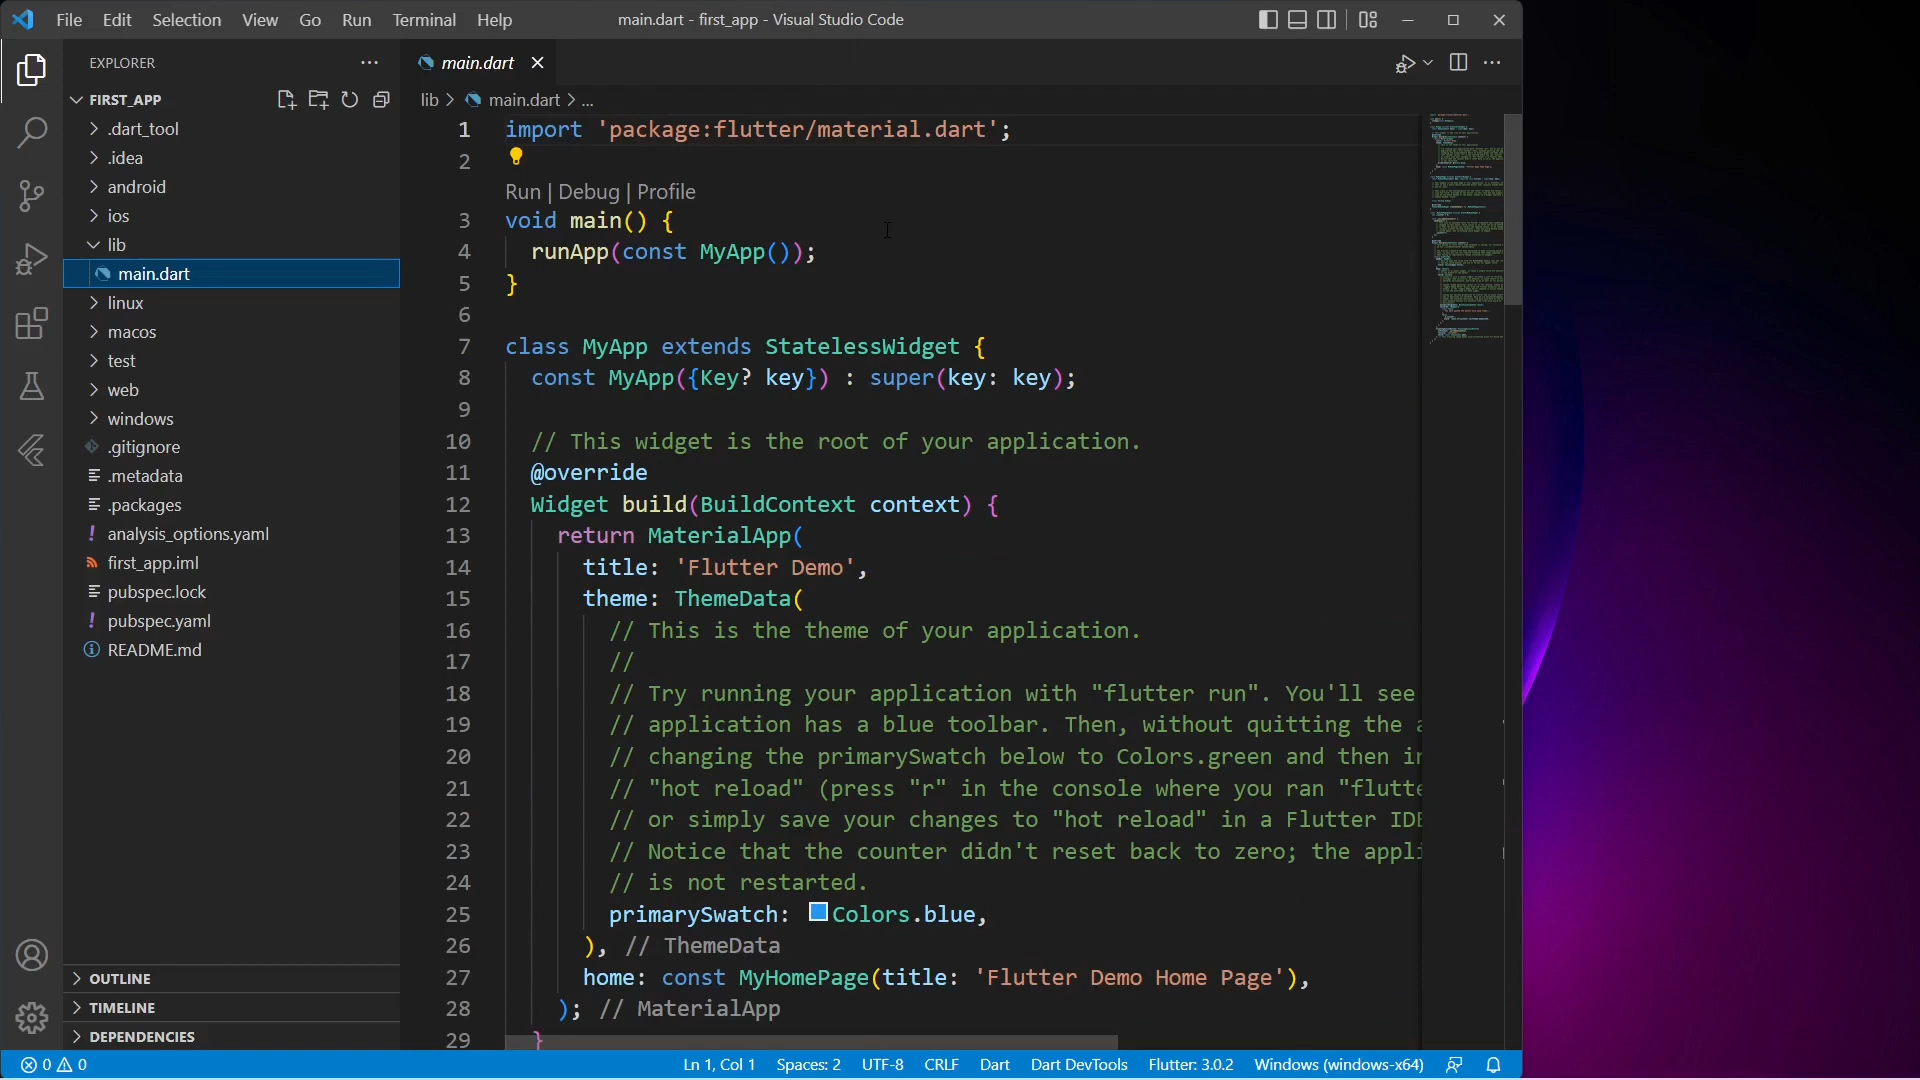 File Edit Selection View Go Run Terminal Help
main.dart - first_app - Visual Studio Code
EXPLORER
FIRST_APP
.dart_tool
.idea
android
ios
lib
main.dart
linux
macos
test
web
windows
.gitignore
.metadata
.packages
analysis_options.yaml
first_app.iml
pubspec.lock
pubspec.yaml
README.md
OUTLINE
TIMELINE
DEPENDENCIES
main.dart
lib > main.dart > ...
1 import 'package:flutter/material.dart';
2
Run | Debug | Profile
3 void main() {
4 runApp(const MyApp());
5 }
6
7 class MyApp extends StatelessWidget {
8 const MyApp({Key? key}) : super(key: key);
9
10 // This widget is the root of your application.
11 @override
12 Widget build(BuildContext context) {
13 return MaterialApp(
14 title: 'Flutter Demo',
15 theme: ThemeData(
16 // This is the theme of your application.
17 //
18 // Try running your application with "flutter run". You'll see
19 // application has a blue toolbar. Then, without quitting the
20 // changing the primarySwatch below to Colors.green and then
21 // "hot reload" (press "r" in the console where you ran "flutte
22 // or simply save your changes to "hot reload" in a Flutter IDE
23 // Notice that the counter didn't reset back to zero; the appli
24 // is not restarted.
25 primarySwatch: Colors.blue,
26 ), // ThemeData
27 home: const MyHomePage(title: 'Flutter Demo Home Page'),
28 ); // MaterialApp
29 }
0 0 Ln 1, Col 1 Spaces: 2 UTF-8 CRLF Dart Dart DevTools Flutter: 3.0.2 Windows (windows-x64)